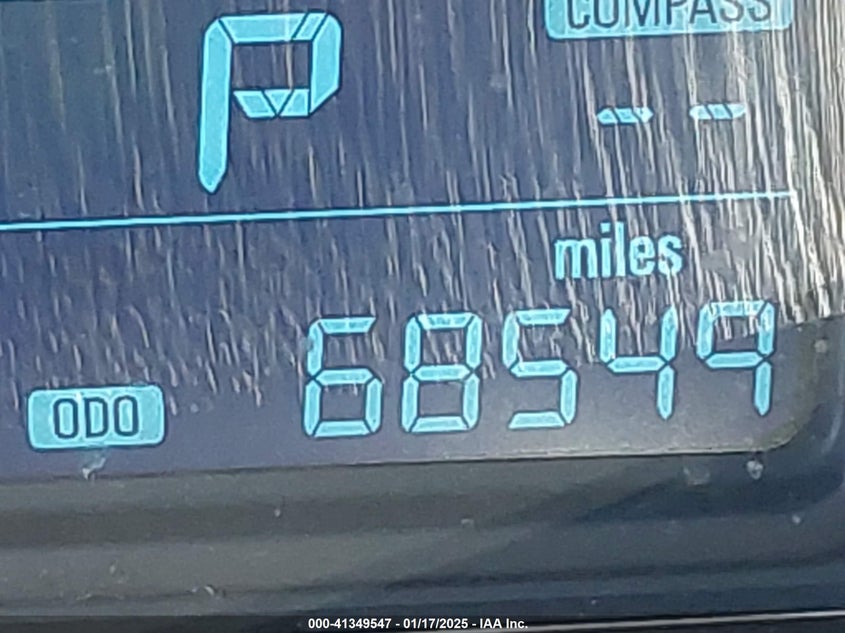 COMPASS
P
--
miles
ODO 68549
000-41349547 - 01/17/2025 - IAA Inc.